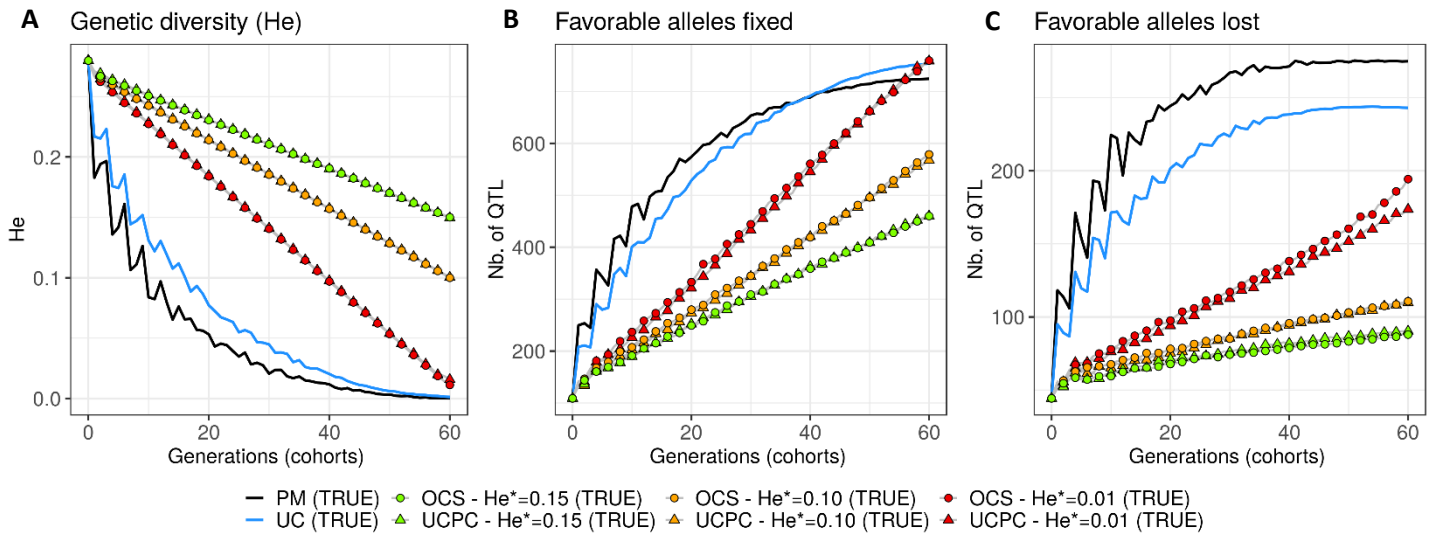 A Genetic diversity (He)
B Favorable alleles fixed
C Favorable alleles lost
He
0.2
0.1
0.0
0 20 40 60
Generations (cohorts)
Nb. of QTL
600
400
200
0 20 40 60
Generations (cohorts)
Nb. of QTL
200
100
0 20 40 60
Generations (cohorts)
PM (TRUE) OCS - He*=0.15 (TRUE) OCS - He*=0.10 (TRUE) OCS - He*=0.01 (TRUE)
UC (TRUE) UCPC - He*=0.15 (TRUE) UCPC - He*=0.10 (TRUE) UCPC - He*=0.01 (TRUE)